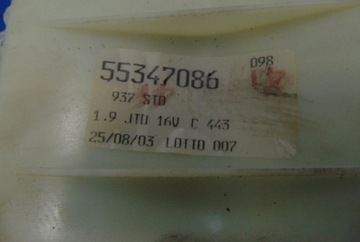 55347086
098
937 STD
1.9 JTD 16V C 443
25/08/03 LOTTO 007